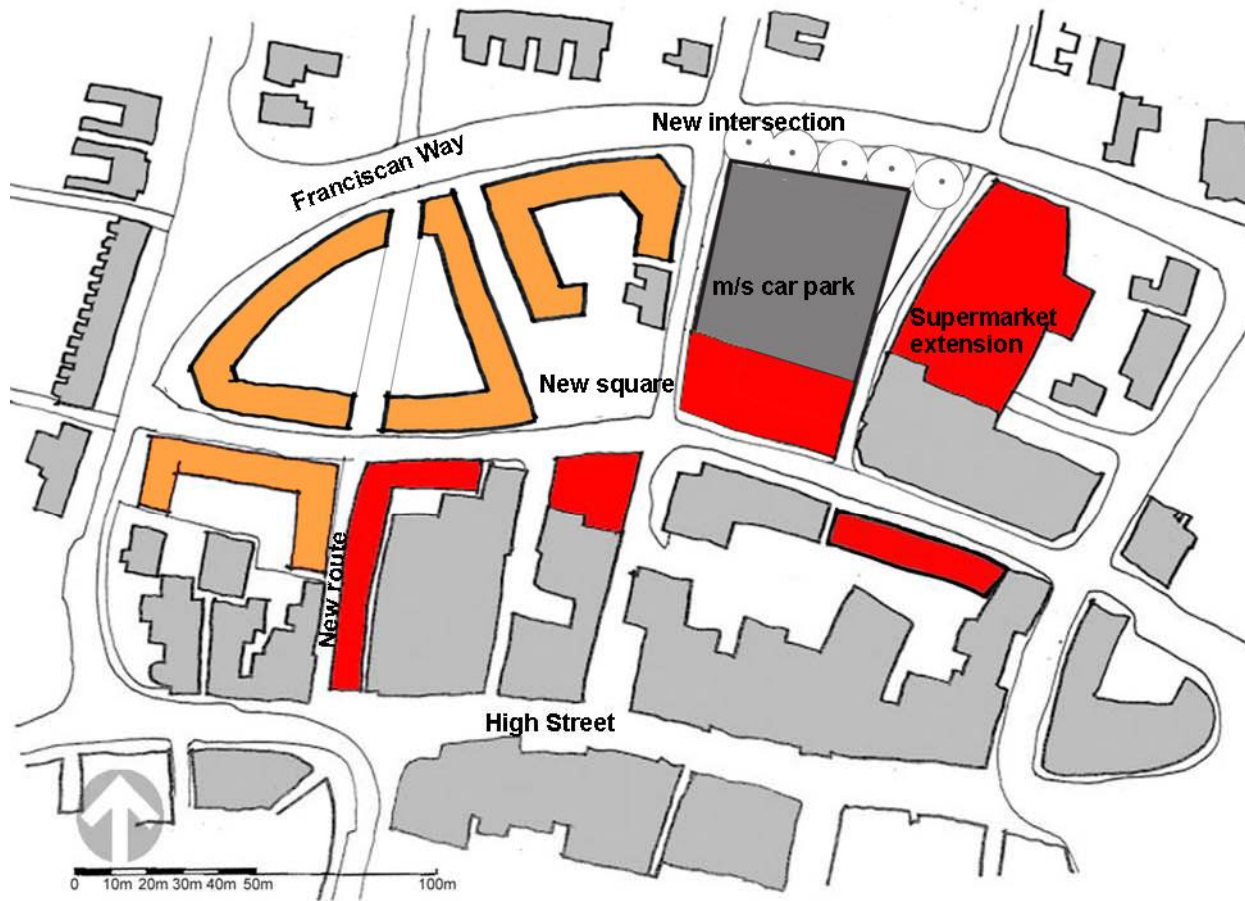 New intersection
Franciscan Way
m/s car park
Supermarket
extension
New square
New route
High Street
0 10m 20m 30m 40m 50m 100m